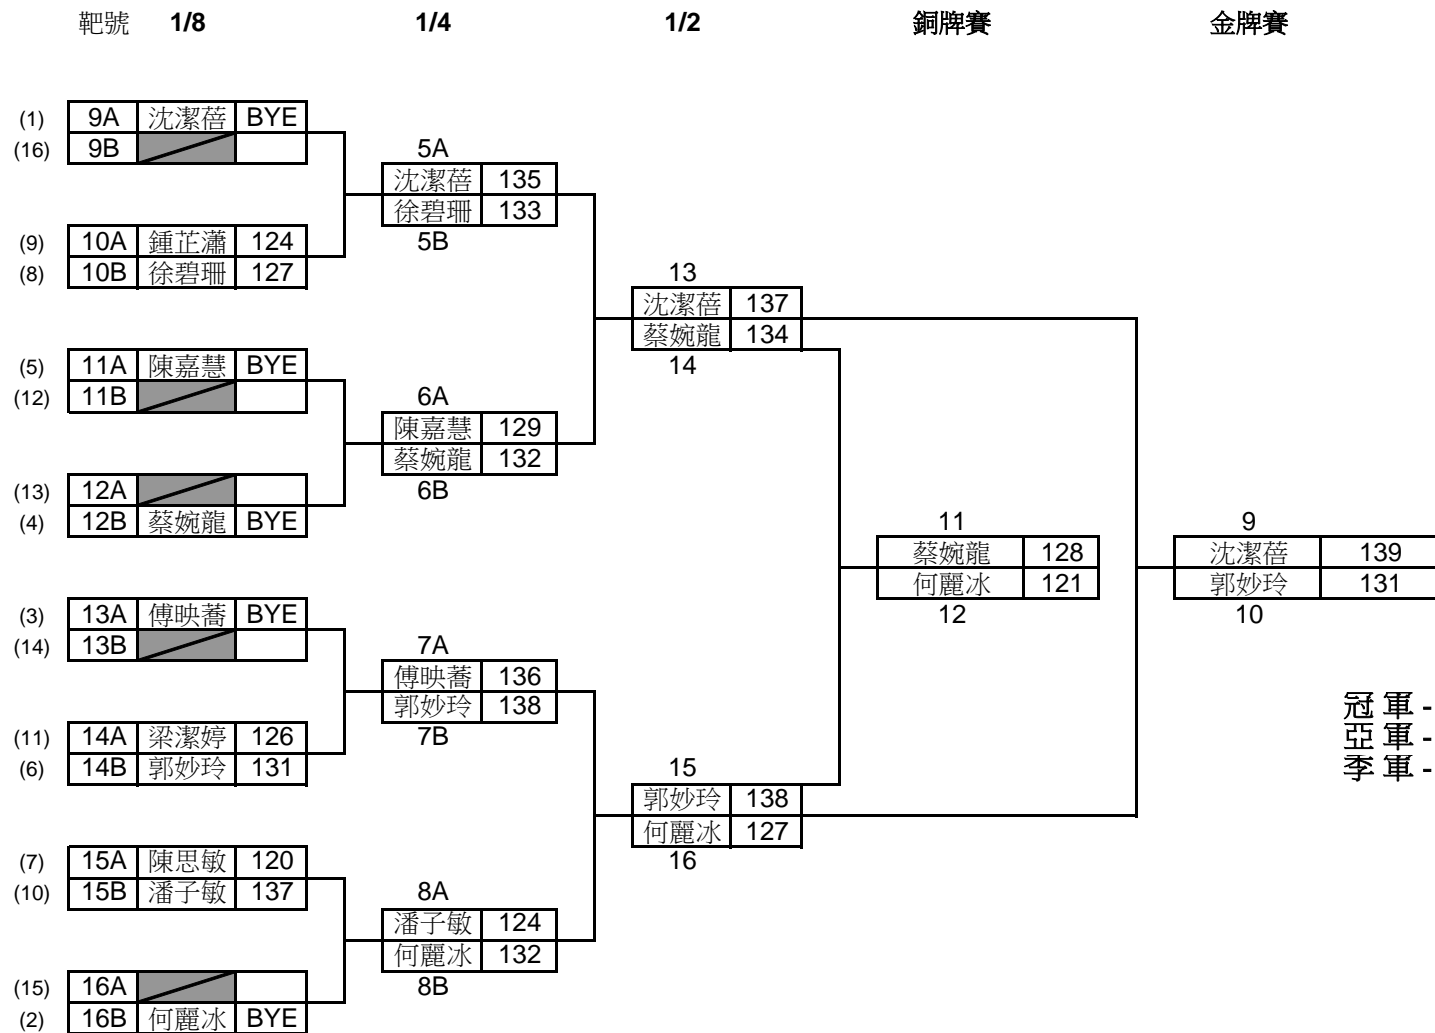 靶號 1/8 1/4 1/2 銅牌賽 金牌賽
(1) 9A 沈潔蓓 BYE
(16) 9B
5A
沈潔蓓 135
徐碧珊 133
5B
(9) 10A 鍾芷瀟 124
(8) 10B 徐碧珊 127
13
沈潔蓓 137
蔡婉龍 134
14
(5) 11A 陳嘉慧 BYE
(12) 11B
6A
陳嘉慧 129
蔡婉龍 132
6B
(13) 12A
(4) 12B 蔡婉龍 BYE
11
蔡婉龍 128
何麗冰 121
12
9
沈潔蓓 139
郭妙玲 131
10
(3) 13A 傅映蕎 BYE
(14) 13B
7A
傅映蕎 136
郭妙玲 138
7B
冠軍-
亞軍-
季軍-
(11) 14A 梁潔婷 126
(6) 14B 郭妙玲 131
15
郭妙玲 138
何麗冰 127
16
(7) 15A 陳思敏 120
(10) 15B 潘子敏 137
8A
潘子敏 124
何麗冰 132
8B
(15) 16A
(2) 16B 何麗冰 BYE